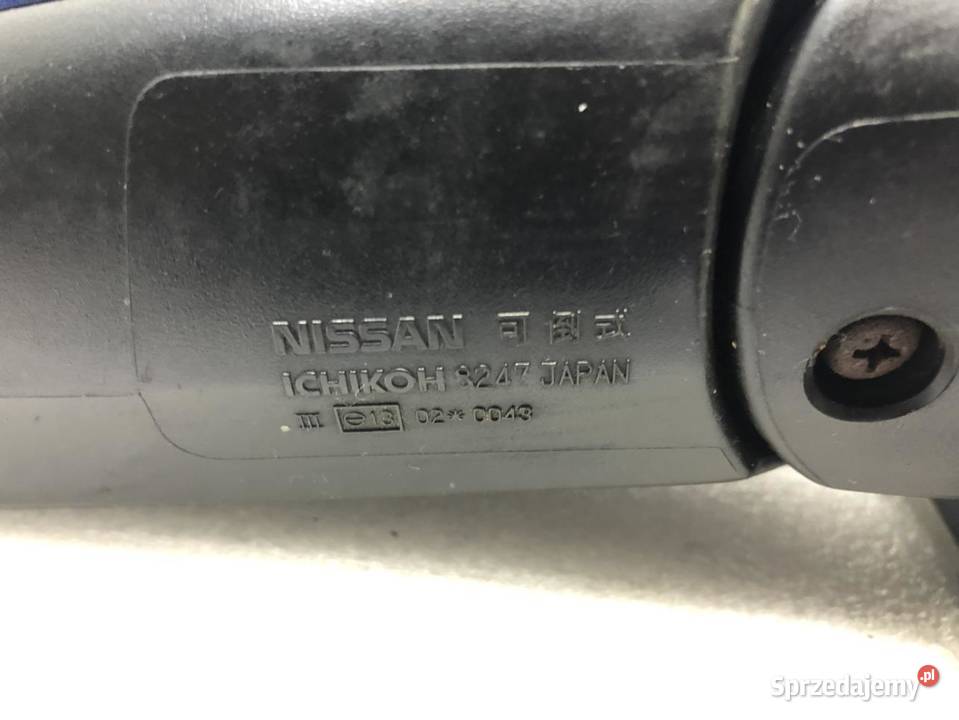 NISSAN 可倒式
ICHIKOH 8247 JAPAN
III e13 02* 0043
Sprzedajemy.pl